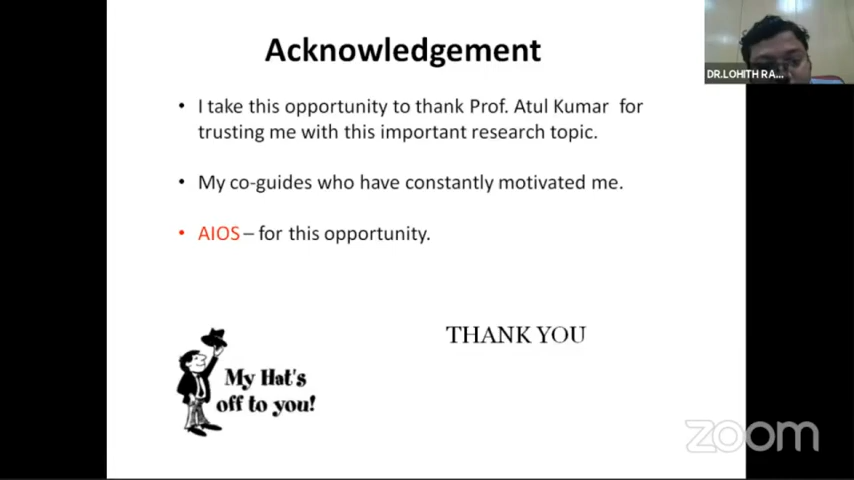 Acknowledgement
DR.LOHITH RA...
• I take this opportunity to thank Prof. Atul Kumar for
trusting me with this important research topic.
• My co-guides who have constantly motivated me.
• AIOS – for this opportunity.
THANK YOU
My Hat's
off to you!
zoom